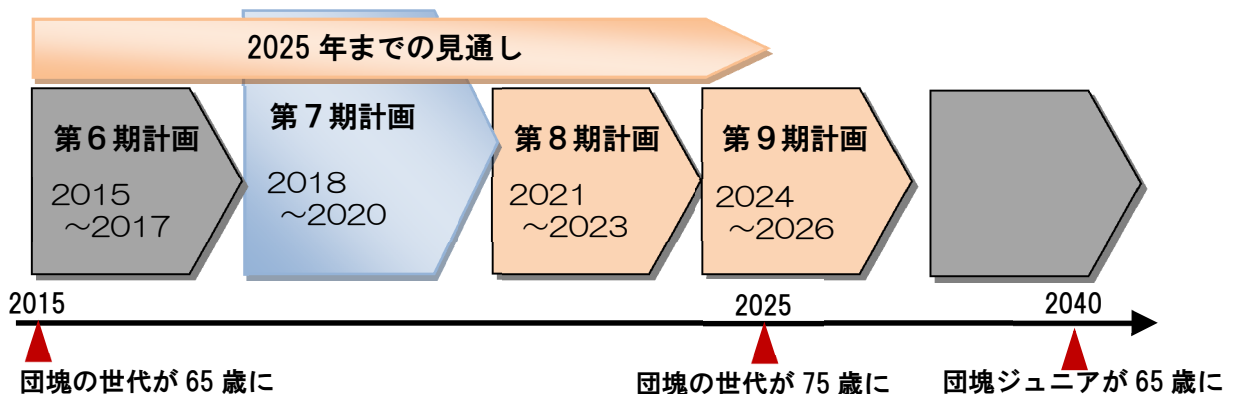 2025 年までの見通し
第６期計画
2015
～2017
第７期計画
2018
～2020
第８期計画
2021
～2023
第９期計画
2024
～2026
2015
2025
2040
団塊の世代が 65 歳に
団塊の世代が 75 歳に
団塊ジュニアが 65 歳に